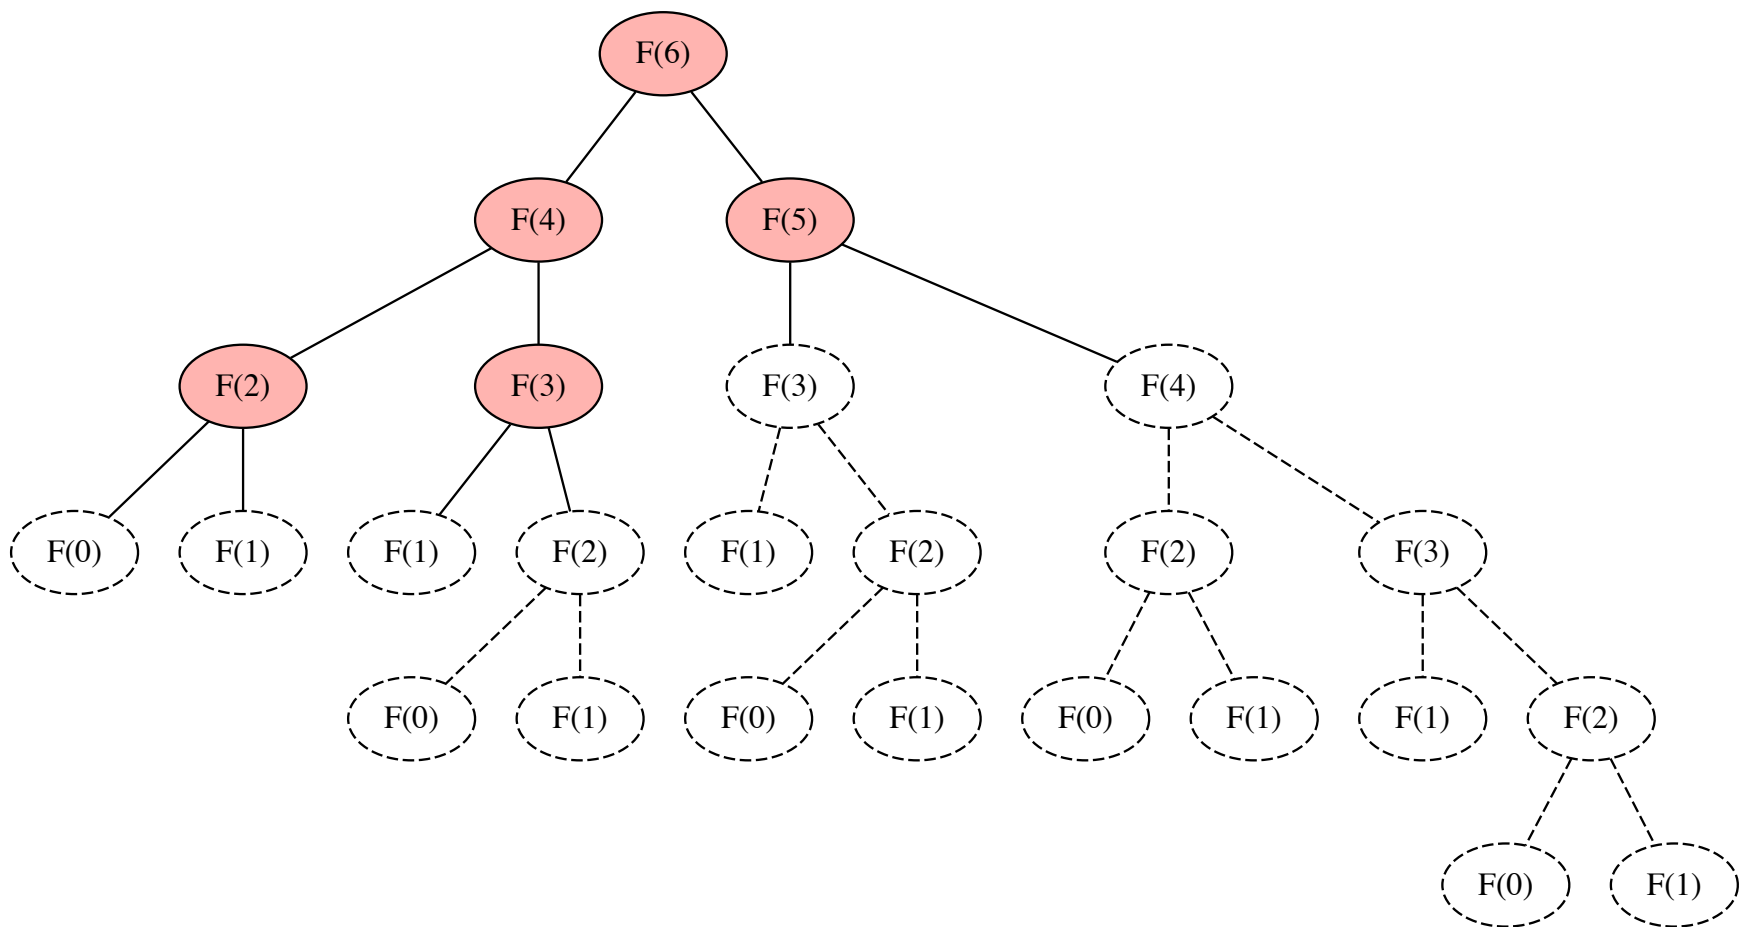 F(6)
F(4) F(5)
F(2) F(3) F(3) F(4)
F(0) F(1) F(1) F(2) F(1) F(2) F(2) F(3)
F(0) F(1) F(0) F(1) F(0) F(1) F(1) F(2)
F(0) F(1)